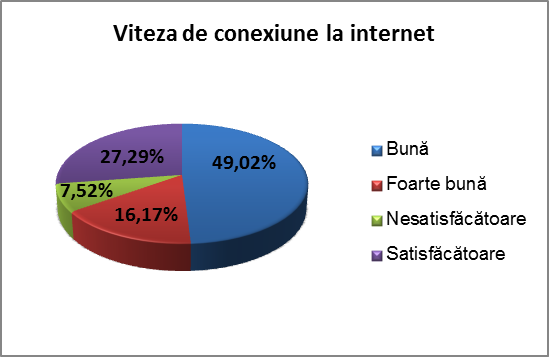 Viteza de conexiune la internet
27,29%
49,02%
7,52%
16,17%
Bună
Foarte bună
Nesatisfăcătoare
Satisfăcătoare